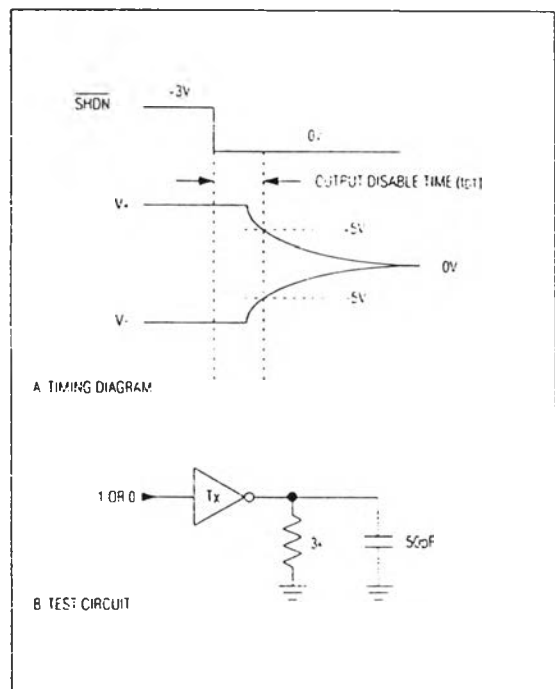 -3V
SHDN
0V
OUTPUT DISABLE TIME
V+
-5V
0V
-5V
V-
A. TIMING DIAGRAM
1 OR 0
Tx
3k
50pF
B. TEST CIRCUIT